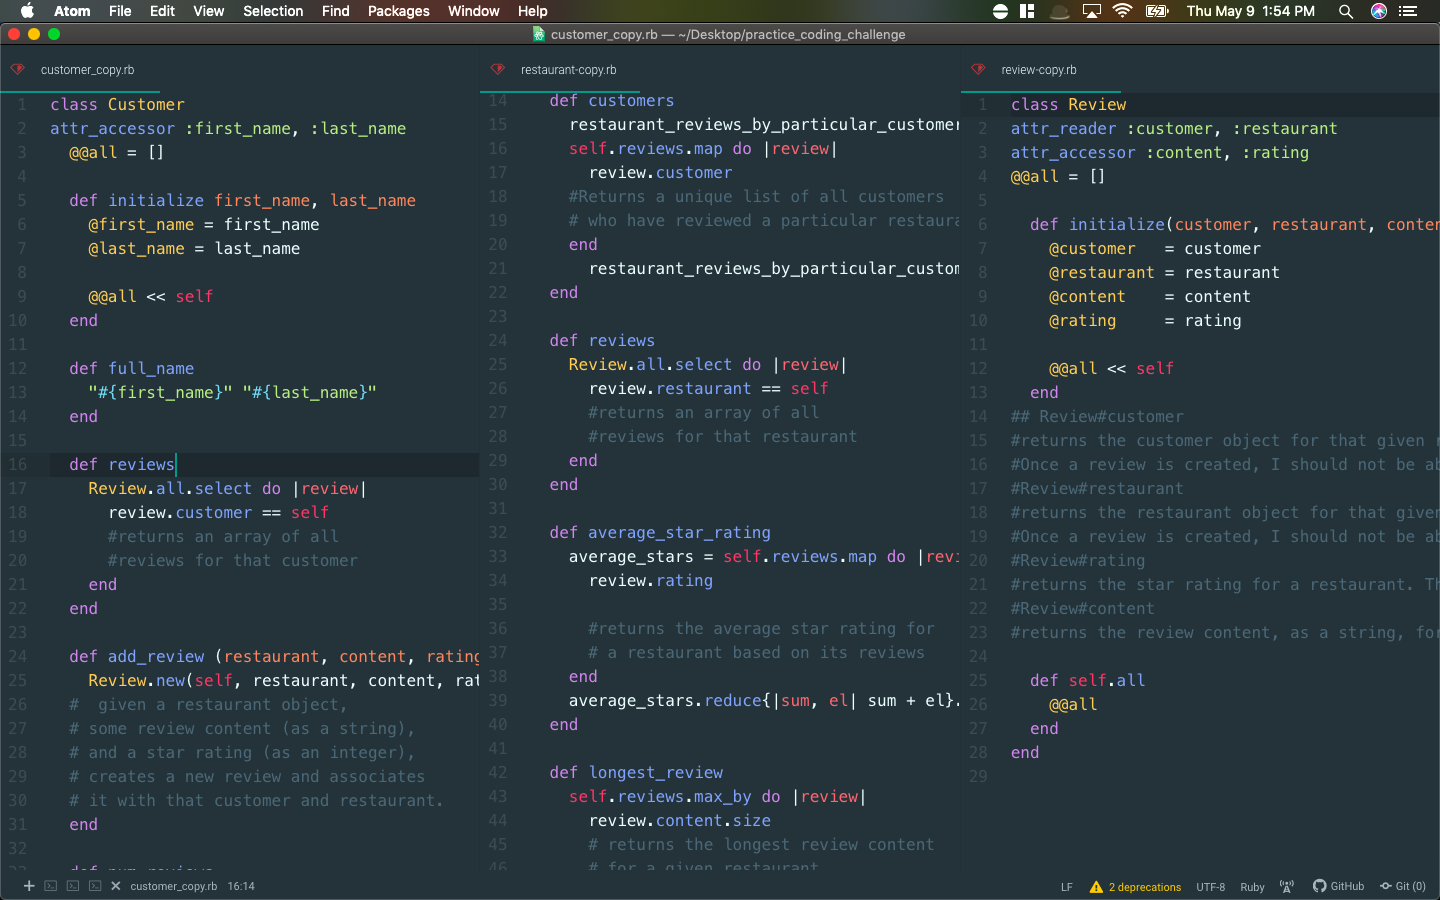 Atom File Edit View Selection Find Packages Window Help Thu May 9 1:54 PM
customer_copy.rb — ~/Desktop/practice_coding_challenge
customer_copy.rb
1 class Customer
2 attr_accessor :first_name, :last_name
3 @@all = []
4
5 def initialize first_name, last_name
6 @first_name = first_name
7 @last_name = last_name
8
9 @@all << self
10 end
11
12 def full_name
13 "#{first_name}" "#{last_name}"
14 end
15
16 def reviews
17 Review.all.select do |review|
18 review.customer == self
19 #returns an array of all
20 #reviews for that customer
21 end
22 end
23
24 def add_review (restaurant, content, rating
25 Review.new(self, restaurant, content, rat
26 #  given a restaurant object,
27 # some review content (as a string),
28 # and a star rating (as an integer),
29 # creates a new review and associates
30 # it with that customer and restaurant.
31 end
32
restaurant-copy.rb
14 def customers
15 restaurant_reviews_by_particular_customer
16 self.reviews.map do |review|
17 review.customer
18 #Returns a unique list of all customers
19 # who have reviewed a particular restaura
20 end
21 restaurant_reviews_by_particular_custom
22 end
23
24 def reviews
25 Review.all.select do |review|
26 review.restaurant == self
27 #returns an array of all
28 #reviews for that restaurant
29 end
30 end
31
32 def average_star_rating
33 average_stars = self.reviews.map do |revi
34 review.rating
35
36 #returns the average star rating for
37 # a restaurant based on its reviews
38 end
39 average_stars.reduce{|sum, el| sum + el}.
40 end
41
42 def longest_review
43 self.reviews.max_by do |review|
44 review.content.size
45 # returns the longest review content
46 # for a given restaurant
review-copy.rb
1 class Review
2 attr_reader :customer, :restaurant
3 attr_accessor :content, :rating
4 @@all = []
5
6 def initialize(customer, restaurant, conten
7 @customer   = customer
8 @restaurant = restaurant
9 @content    = content
10 @rating     = rating
11
12 @@all << self
13 end
14 ## Review#customer
15 #returns the customer object for that given r
16 #Once a review is created, I should not be ab
17 #Review#restaurant
18 #returns the restaurant object for that given
19 #Once a review is created, I should not be ab
20 #Review#rating
21 #returns the star rating for a restaurant. Th
22 #Review#content
23 #returns the review content, as a string, for
24
25 def self.all
26 @@all
27 end
28 end
29
customer_copy.rb 16:14 LF 2 deprecations UTF-8 Ruby GitHub Git (0)